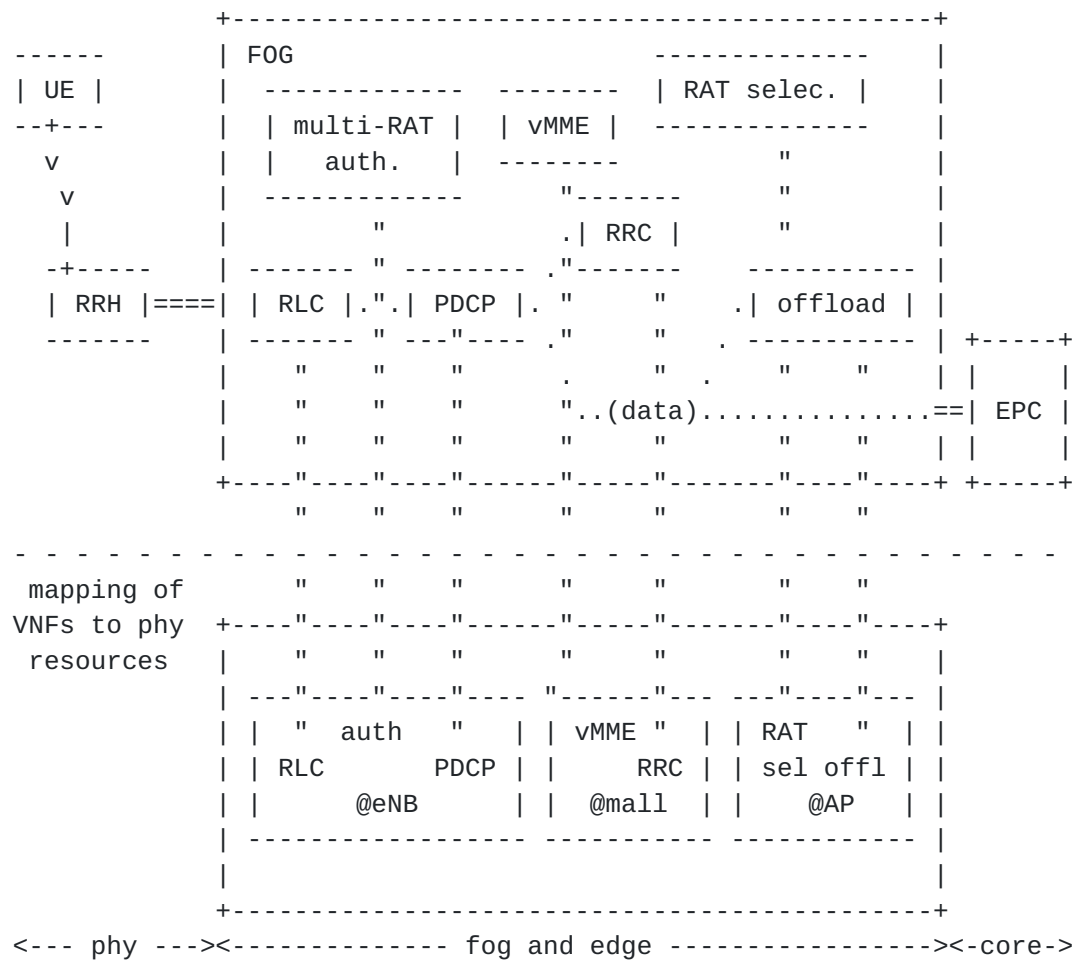 FOG
UE
RAT selec.
multi-RAT vMME
auth.
RRC
RRH RLC PDCP offload
(data) EPC
mapping of
VNFs to phy
resources
auth vMME RAT
RLC PDCP RRC sel offl
@eNB @mall @AP
<--- phy ---><-------------- fog and edge -----------------><-core->